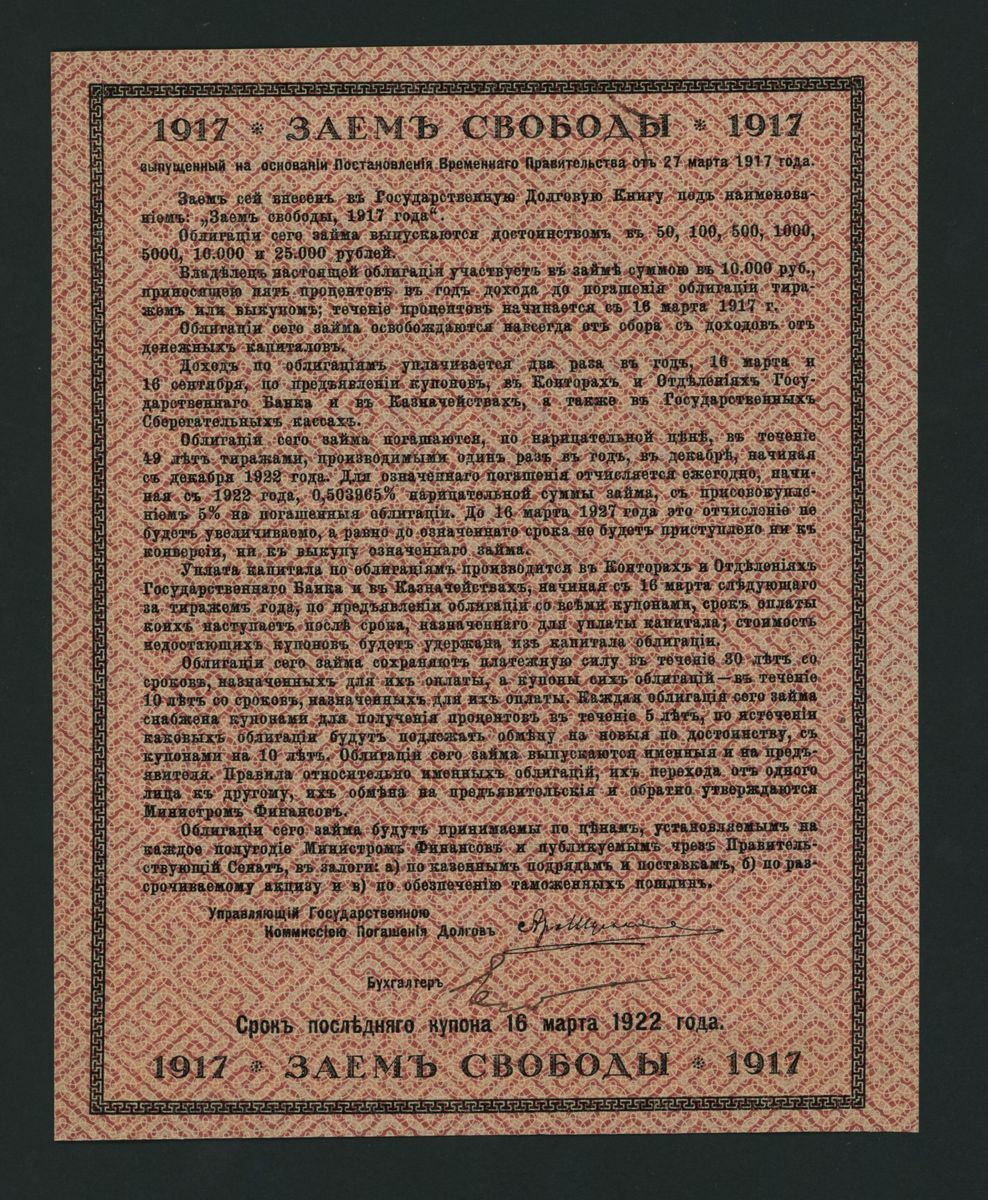 1917 * ЗАЕМЪ СВОБОДЫ * 1917
выпущенный на основаніи Постановленія Временнаго Правительства отъ 27 марта 1917 года.
Заемъ сей внесенъ въ Государственную Долговую Книгу подъ наименова-
ніемъ: „Заемъ свободы, 1917 года“.
Облигаціи сего займа выпускаются достоинствомъ въ 50, 100, 500, 1000,
5000, 10.000 и 25.000 рублей.
Владѣлецъ настоящей облигаціи участвуетъ въ займѣ суммою въ 10.000 руб.,
приносящею пять процентовъ въ годъ дохода до погашенія облигаціи тира-
жемъ или выкупомъ; теченіе процентовъ начинается съ 16 марта 1917 г.
Облигаціи сего займа освобождаются навсегда отъ сбора съ доходовъ отъ
денежныхъ капиталовъ.
Доходъ по облигаціямъ уплачивается два раза въ годъ, 16 марта и
16 сентября, по предъявленіи купоновъ, въ Конторахъ и Отдѣленіяхъ Госу-
дарственнаго Банка и въ Казначействахъ, а также въ Государственныхъ
Сберегательныхъ кассахъ.
Облигаціи сего займа погашаются, по нарицательной цѣнѣ, въ теченіе
49 лѣтъ тиражами, производимыми одинъ разъ въ годъ, въ декабрѣ, начиная
съ декабря 1922 года. Для означеннаго погашенія отчисляется ежегодно, начи-
ная съ 1922 года, 0,503965% нарицательной суммы займа, съ присовокупле-
ніемъ 5% на погашенныя облигаціи. До 16 марта 1927 года это отчисленіе не
будетъ увеличиваемо, а равно до означеннаго срока не будетъ приступлено ни къ
конверсіи, ни къ выкупу означеннаго займа.
Уплата капитала по облигаціямъ производится въ Конторахъ и Отдѣленіяхъ
Государственнаго Банка и въ Казначействахъ, начиная съ 16 марта слѣдующаго
за тиражемъ года, по предъявленіи облигаціи со всѣми купонами, срокъ оплаты
коихъ наступаетъ послѣ срока, назначеннаго для уплаты капитала; стоимость
недостающихъ купоновъ будетъ удержана изъ капитала облигаціи.
Облигаціи сего займа сохраняютъ платежную силу въ теченіе 30 лѣтъ со
сроковъ, назначенныхъ для ихъ оплаты, а купоны сихъ облигацій—въ теченіе
10 лѣтъ со сроковъ, назначенныхъ для ихъ оплаты. Каждая облигація сего займа
снабжена купонами для полученія процентовъ въ теченіе 5 лѣтъ, по истеченіи
каковыхъ облигаціи будутъ подлежать обмѣну на новыя по достоинству, съ
купонами на 10 лѣтъ. Облигаціи сего займа выпускаются именныя и на предъ-
явителя. Правила относительно именныхъ облигацій, ихъ перехода отъ одного
лица къ другому, ихъ обмѣна на предъявительскія и обратно утверждаются
Министромъ Финансовъ.
Облигаціи сего займа будутъ принимаемы по цѣнамъ, установляемымъ на
каждое полугодіе Министромъ Финансовъ и публикуемымъ чрезъ Правитель-
ствующій Сенатъ, въ залоги: а) по казеннымъ подрядамъ и поставкамъ, б) по раз-
срочиваемому акцизу и в) по обезпеченію таможенныхъ пошлинъ.
Управляющій Государственною
Коммиссіею Погашенія Долговъ
Бухгалтеръ
Срокъ послѣдняго купона 16 марта 1922 года.
1917 * ЗАЕМЪ СВОБОДЫ * 1917